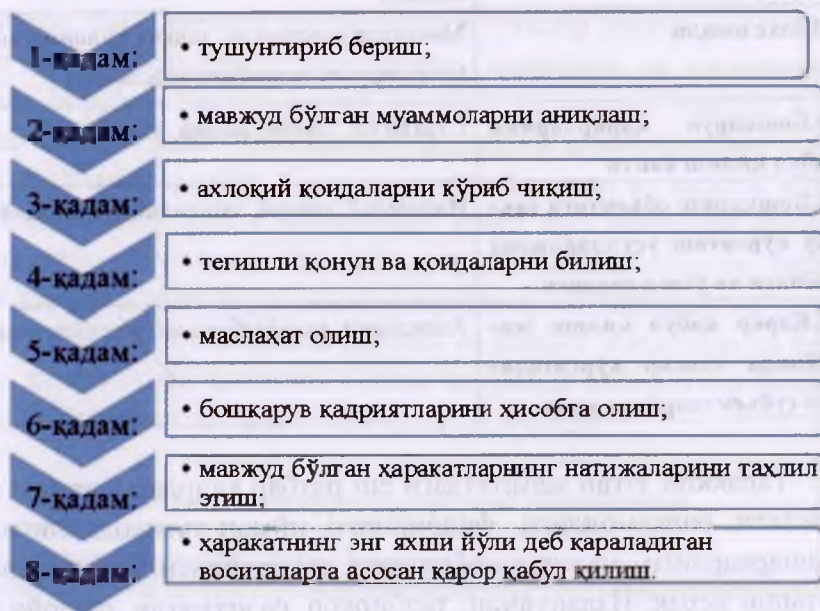 1-қадам: • тушунтириб бериш;
2-қадам: • мавжуд бўлган муаммоларни аниқлаш;
3-қадам: • ахлоқий қоидаларни кўриб чиқиш;
4-қадам: • тегишли қонун ва қоидаларни билиш;
5-қадам: • маслахат олиш;
6-қадам: • бошқарув қадриятларини ҳисобга олиш;
7-қадам: • мавжуд бўлган ҳаракатларнинг натижаларини таҳлил
этиш;
8-қадам: • ҳаракатнинг энг яхши йўли деб қараладиган
воситаларга асосан қарор қабул қилиш.